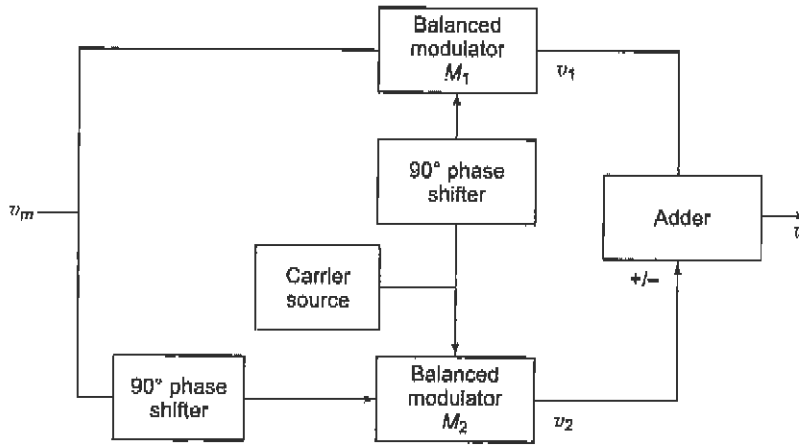 Balanced
modulator
M1
v1
90° phase
shifter
vm
Adder
v
+/−
Carrier
source
90° phase
shifter
Balanced
modulator
M2
v2